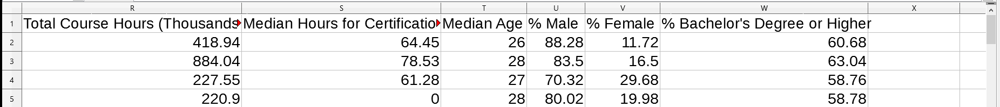 R S T U V W X
1 Total Course Hours (Thousands Median Hours for Certificatio Median Age % Male % Female % Bachelor's Degree or Higher
2 418.94 64.45 26 88.28 11.72 60.68
3 884.04 78.53 28 83.5 16.5 63.04
4 227.55 61.28 27 70.32 29.68 58.76
5 220.9 0 28 80.02 19.98 58.78